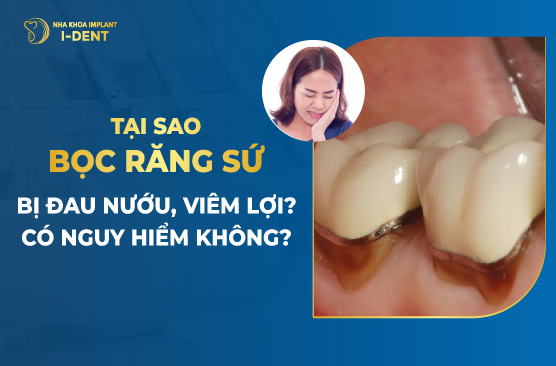 NHA KHOA IMPLANT
I-DENT
TẠI SAO
BỌC RĂNG SỨ
BỊ ĐAU NƯỚU, VIÊM LỢI?
CÓ NGUY HIỂM KHÔNG?